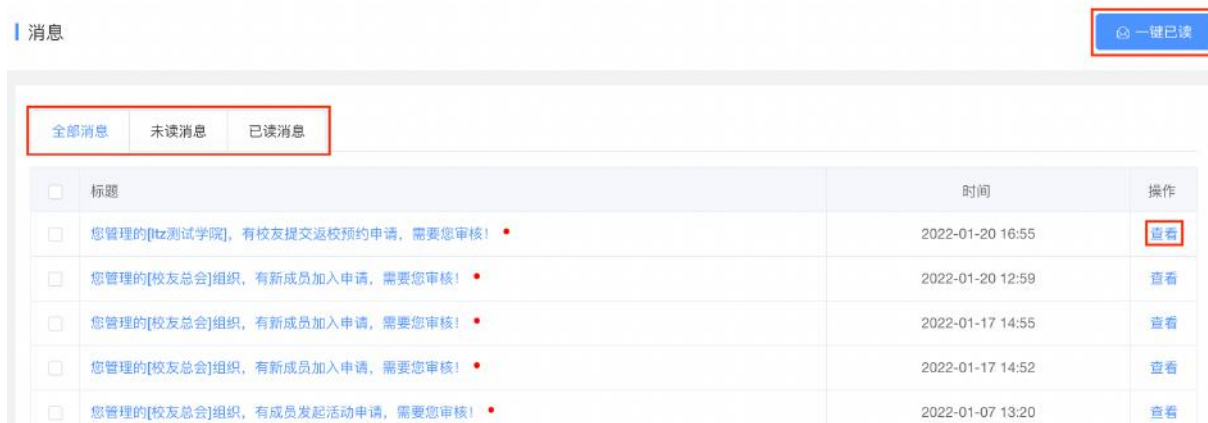 消息
一键已读
全部消息 未读消息 已读消息
标题 时间 操作
您管理的[ltz测试学院]，有校友提交返校预约申请，需要您审核！ 2022-01-20 16:55 查看
您管理的[校友总会]组织，有新成员加入申请，需要您审核！ 2022-01-20 12:59 查看
您管理的[校友总会]组织，有新成员加入申请，需要您审核！ 2022-01-17 14:55 查看
您管理的[校友总会]组织，有新成员加入申请，需要您审核！ 2022-01-17 14:52 查看
您管理的[校友总会]组织，有成员发起活动申请，需要您审核！ 2022-01-07 13:20 查看